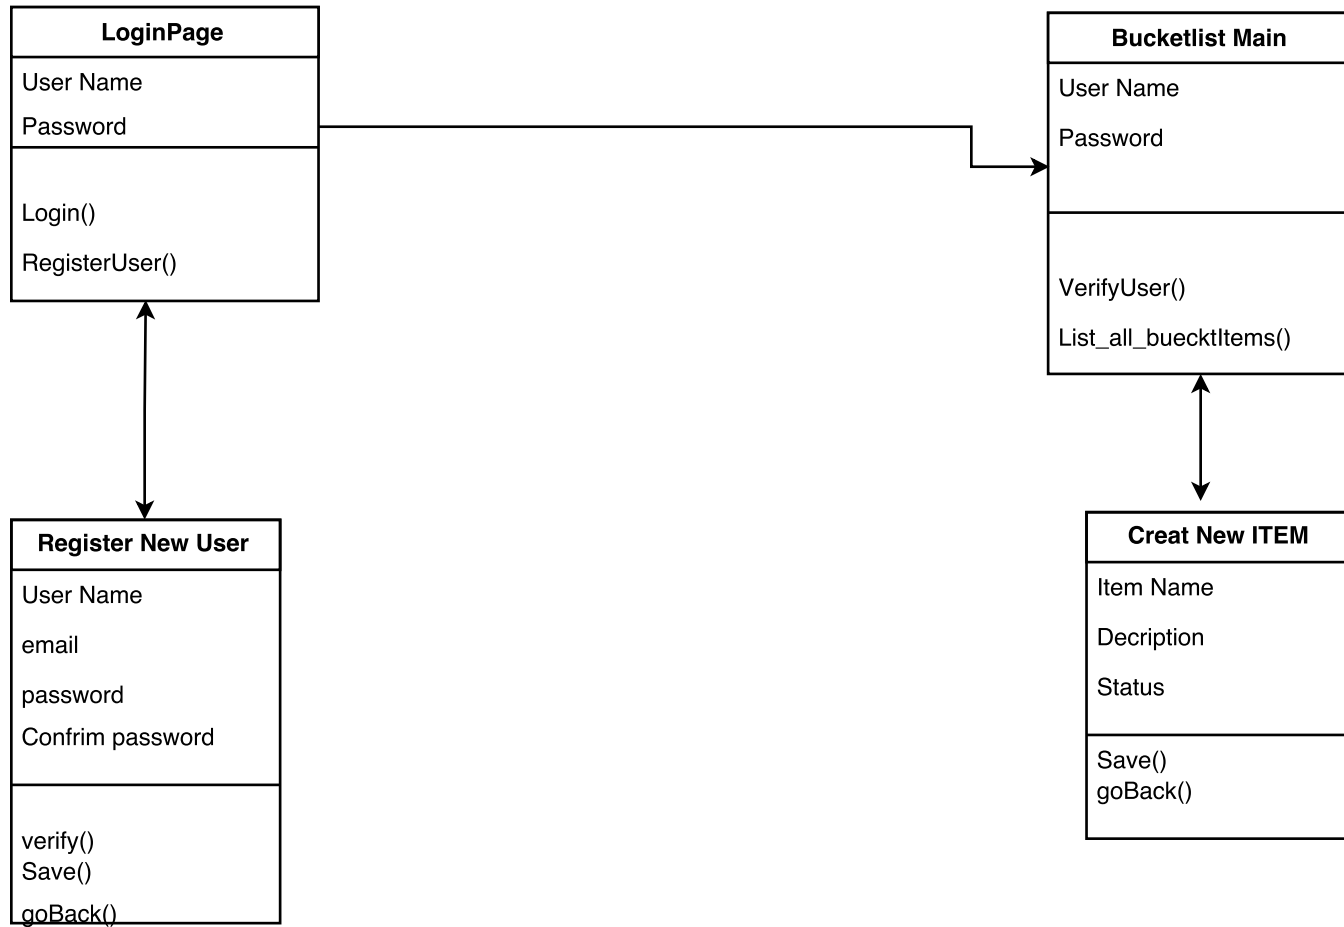 LoginPage
User Name
Password
Login()
RegisterUser()
Bucketlist Main
User Name
Password
VerifyUser()
List_all_buecktItems()
Register New User
User Name
email
password
Confrim password
verify()
Save()
goBack()
Creat New ITEM
Item Name
Decription
Status
Save()
goBack()